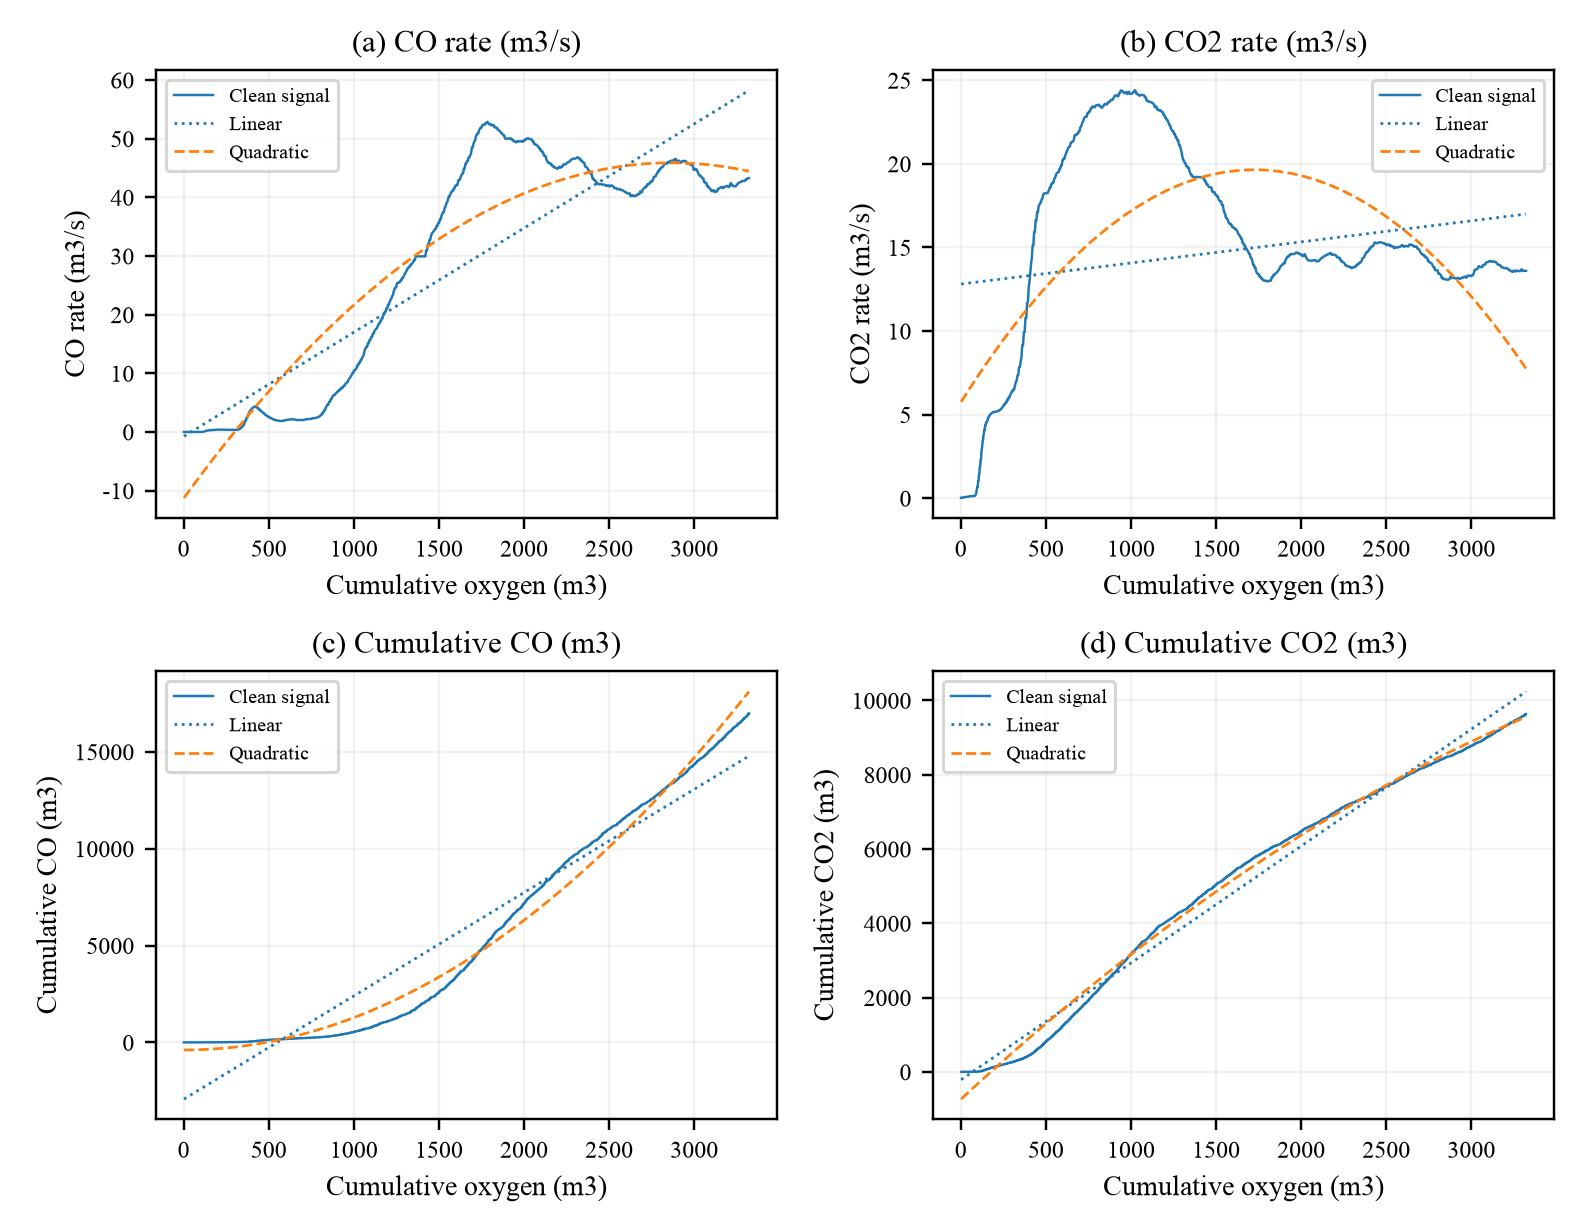 (a) CO rate (m3/s)
60
50
40
30
20
10
0
-10
CO rate (m3/s)
Clean signal
Linear
Quadratic
0 500 1000 1500 2000 2500 3000
Cumulative oxygen (m3)
(b) CO2 rate (m3/s)
25
20
15
10
5
0
CO2 rate (m3/s)
Clean signal
Linear
Quadratic
0 500 1000 1500 2000 2500 3000
Cumulative oxygen (m3)
(c) Cumulative CO (m3)
15000
10000
5000
0
Cumulative CO (m3)
Clean signal
Linear
Quadratic
0 500 1000 1500 2000 2500 3000
Cumulative oxygen (m3)
(d) Cumulative CO2 (m3)
10000
8000
6000
4000
2000
0
Cumulative CO2 (m3)
Clean signal
Linear
Quadratic
0 500 1000 1500 2000 2500 3000
Cumulative oxygen (m3)